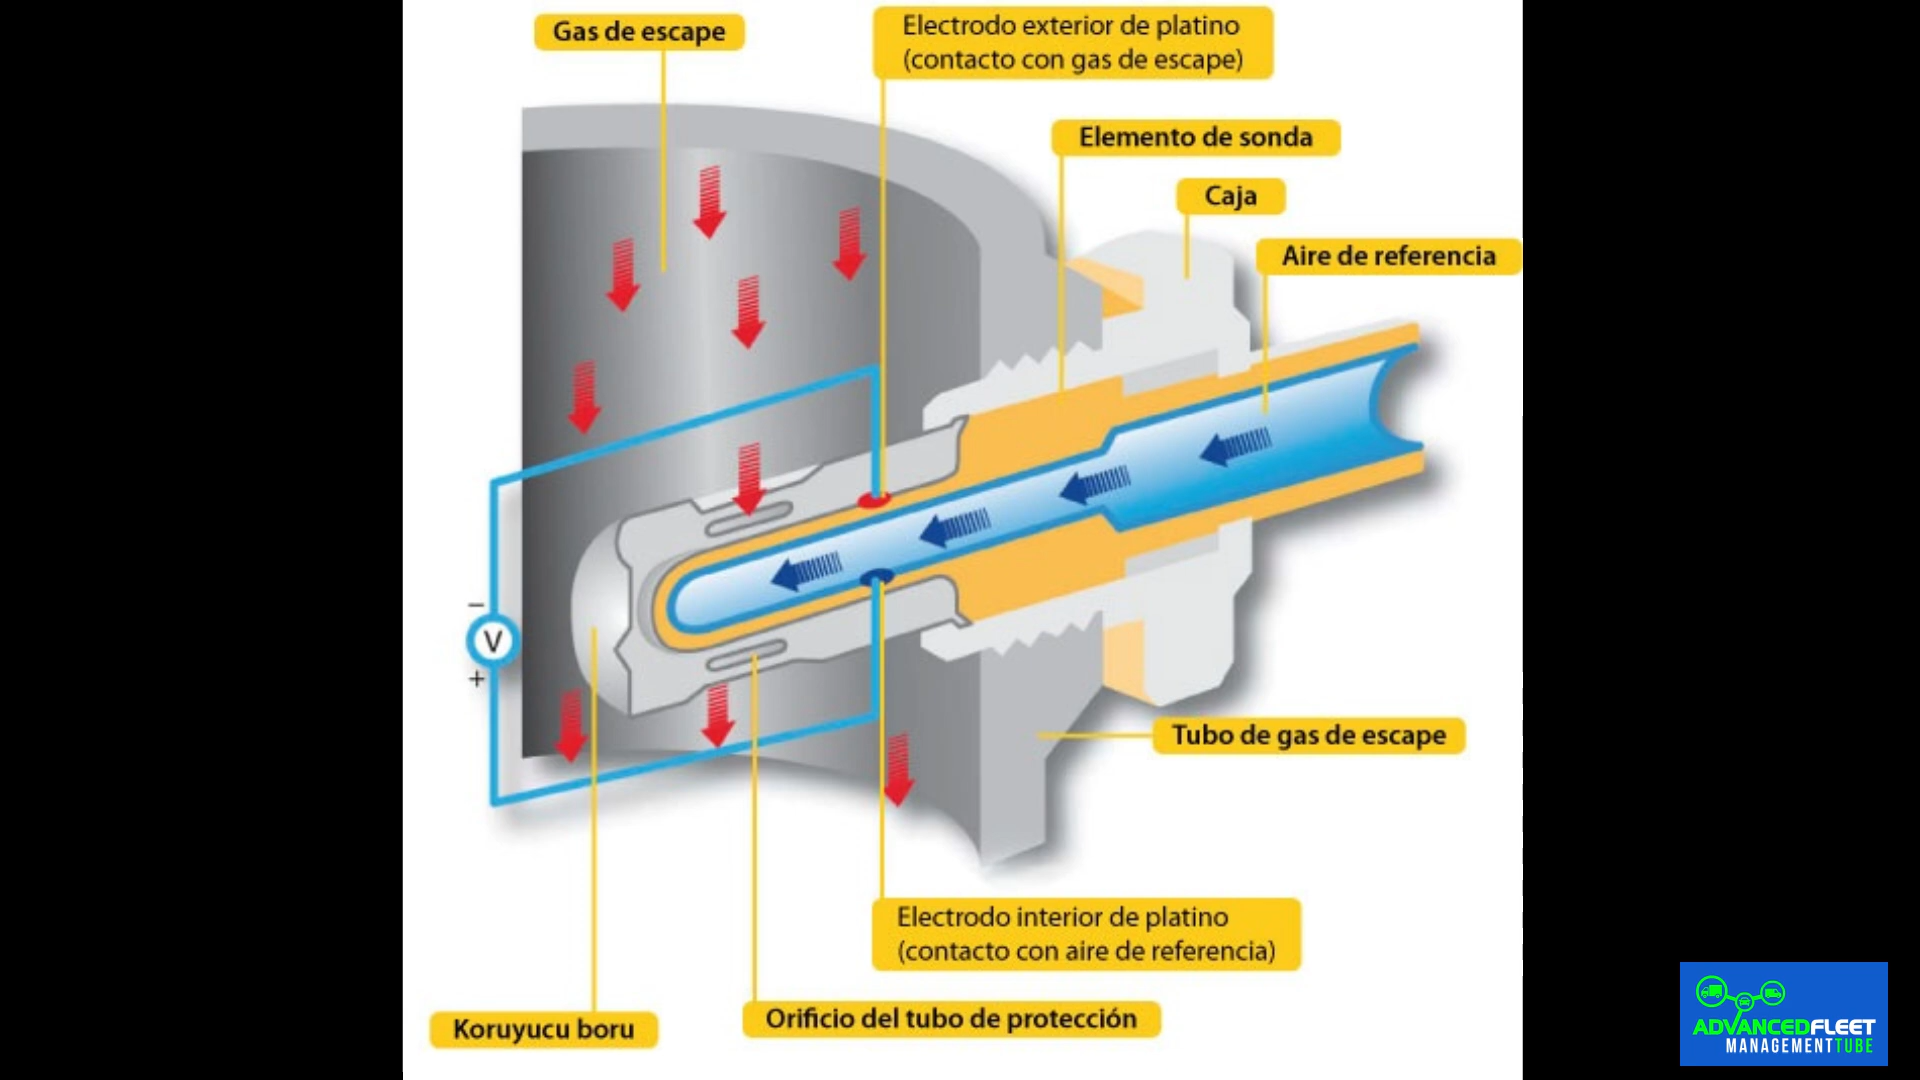 Gas de escape
Electrodo exterior de platino
(contacto con gas de escape)
Elemento de sonda
Caja
Aire de referencia
−
V
+
Tubo de gas de escape
Electrodo interior de platino
(contacto con aire de referencia)
Koruyucu boru
Orificio del tubo de protección
ADVANCEDFLEET
MANAGEMENTTUBE